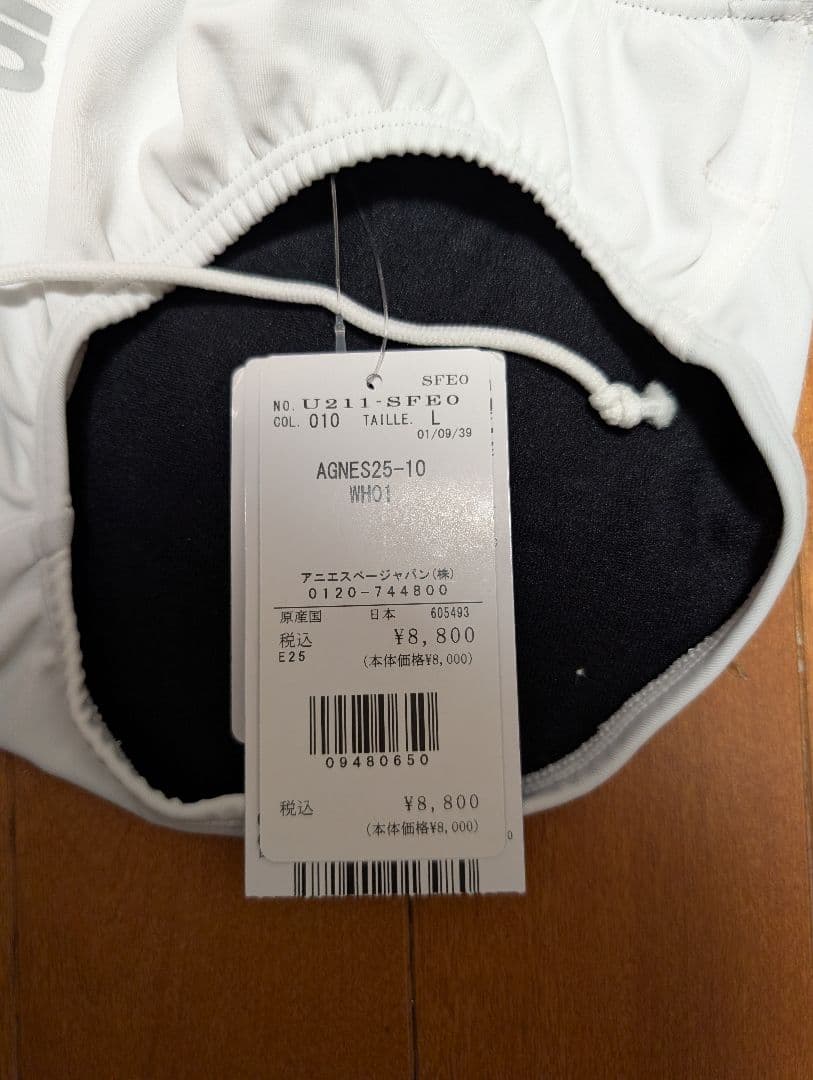 SFE0
NO. U211-SFE0
COL. 010 TAILLE. L
01/09/39
AGNES25-10
WH01
アニエスベージャパン(株)
0120-744800
原産国 日本 605493
税込 ¥8,800
E25 (本体価格¥8,000)
09480650
税込 ¥8,800
(本体価格¥8,000)